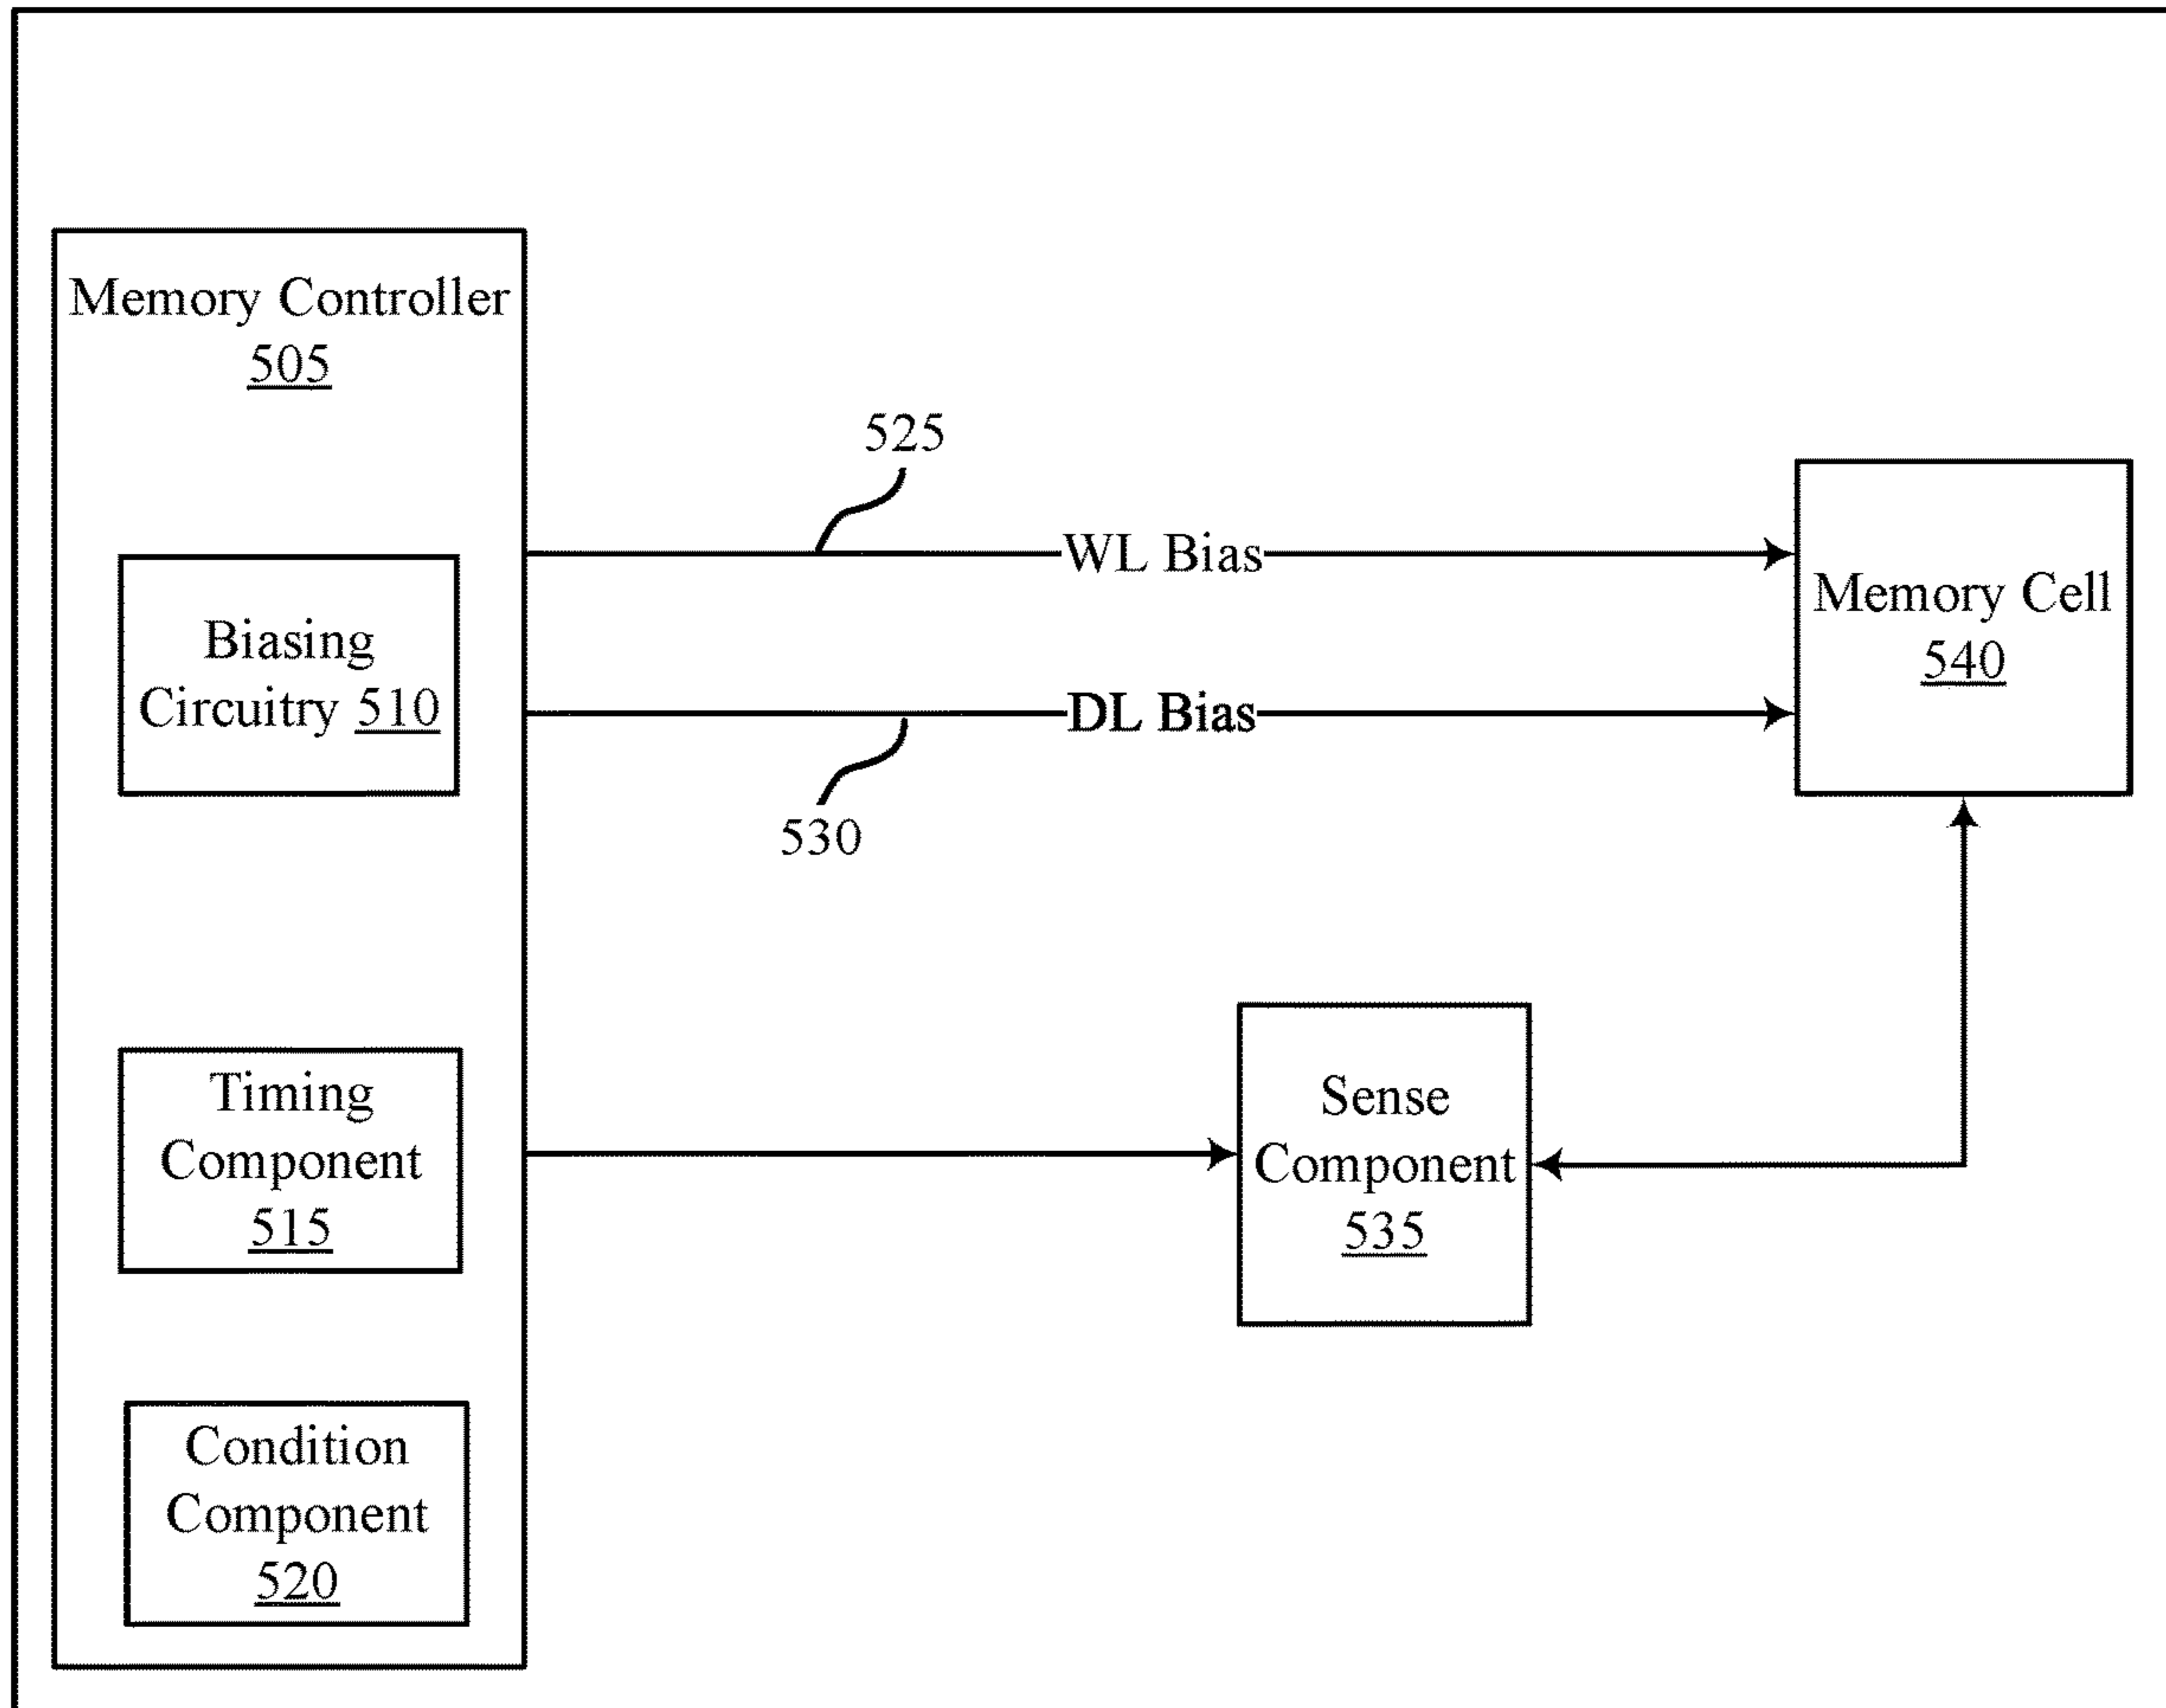 Memory Controller
505
Biasing
Circuitry 510
Timing
Component
515
Condition
Component
520
525
WL Bias
DL Bias
530
Sense
Component
535
Memory Cell
540